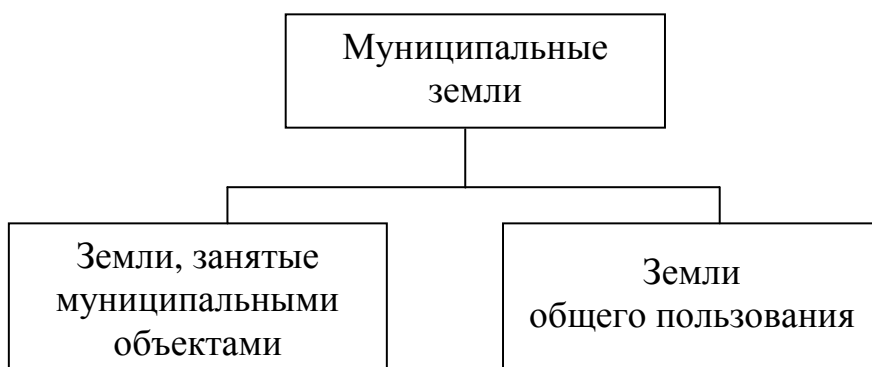 Муниципальные
земли
Земли, занятые
муниципальными
объектами
Земли
общего пользования